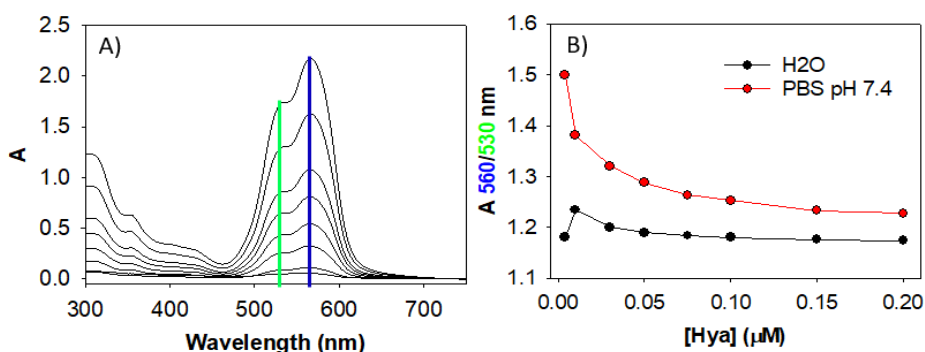 A)
2.5
2.0
1.5
1.0
0.5
0.0
A
300 400 500 600 700
Wavelength (nm)
B)
H2O
PBS pH 7.4
1.5
1.4
1.3
1.2
1.1
A 560/530 nm
0.00 0.05 0.10 0.15 0.20
[Hya] (µM)